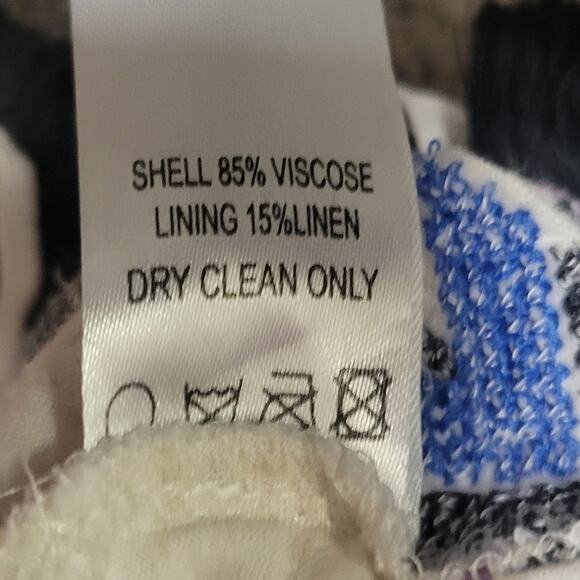 SHELL 85% VISCOSE
LINING 15%LINEN
DRY CLEAN ONLY